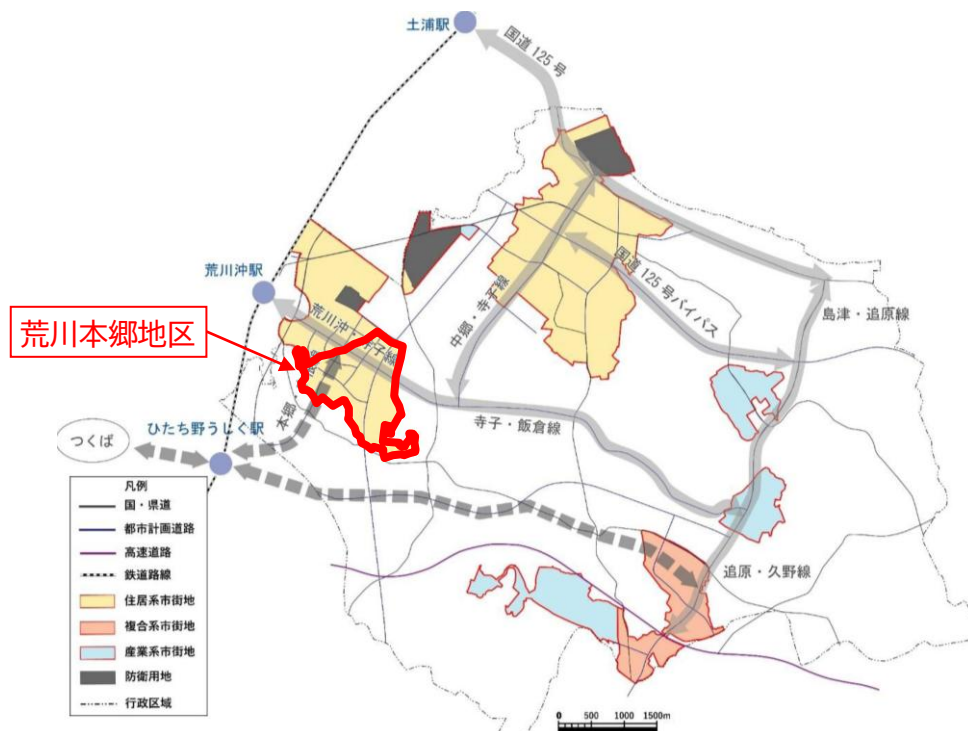 土浦駅
国道125号
荒川沖駅
荒川沖・寺子線
中郷・寺子線
国道125号バイパス
島津・追原線
荒川本郷地区
本郷・
寺子・飯倉線
つくば
ひたち野うしく駅
追原・久野線
凡例
国・県道
都市計画道路
高速道路
鉄道路線
住居系市街地
複合系市街地
産業系市街地
防衛用地
行政区域
0 500 1000 1500m